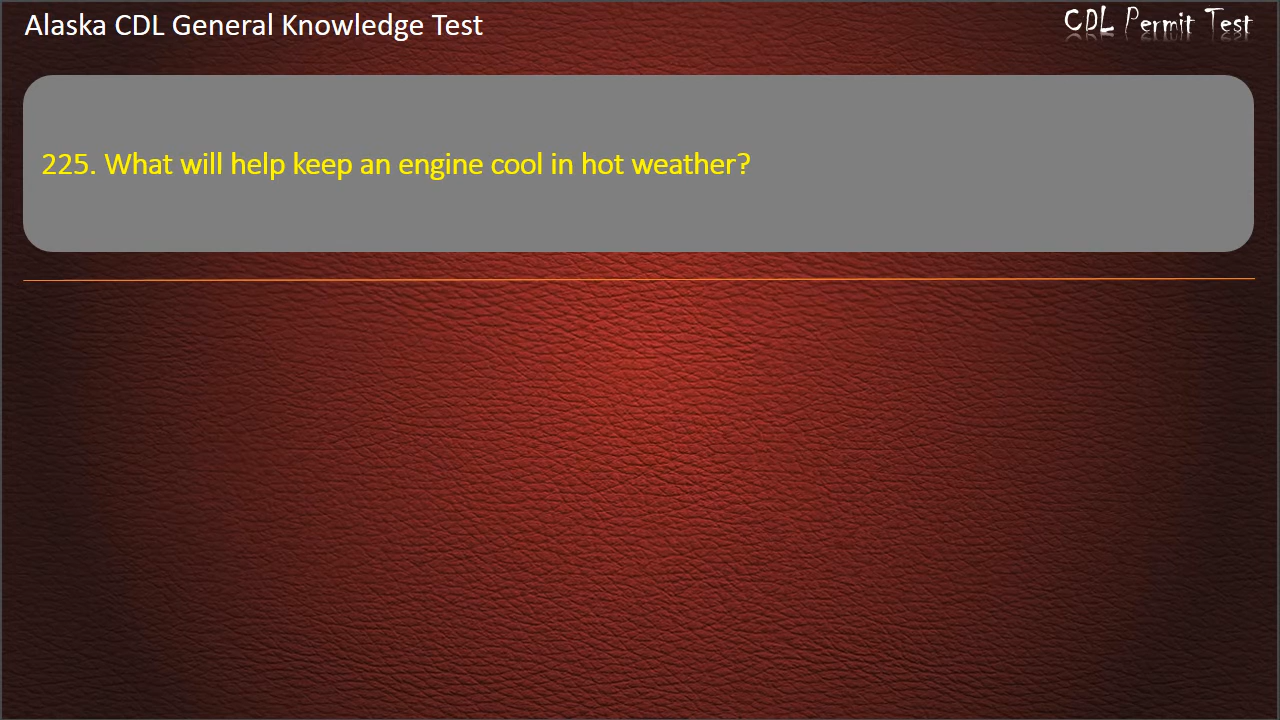 Alaska CDL General Knowledge Test
CDL Permit Test
225. What will help keep an engine cool in hot weather?